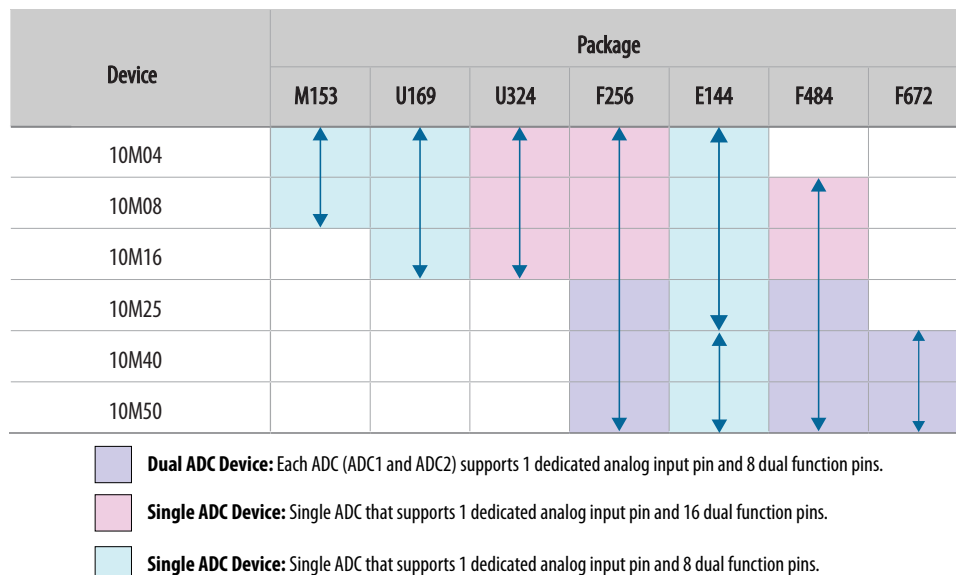 Device
Package
M153 U169 U324 F256 E144 F484 F672
10M04
10M08
10M16
10M25
10M40
10M50
Dual ADC Device: Each ADC (ADC1 and ADC2) supports 1 dedicated analog input pin and 8 dual function pins.
Single ADC Device: Single ADC that supports 1 dedicated analog input pin and 16 dual function pins.
Single ADC Device: Single ADC that supports 1 dedicated analog input pin and 8 dual function pins.